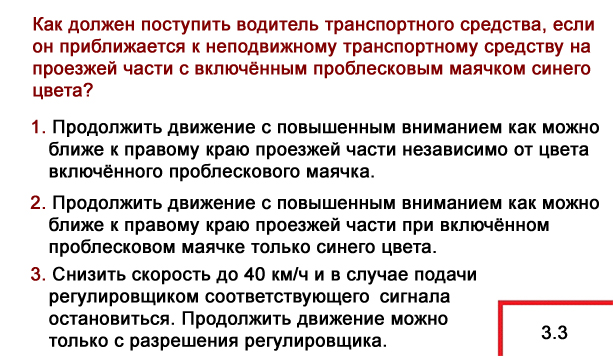 Как должен поступить водитель транспортного средства, если
он приближается к неподвижному транспортному средству на
проезжей части с включённым проблесковым маячком синего
цвета?
1. Продолжить движение с повышенным вниманием как можно
ближе к правому краю проезжей части независимо от цвета
включённого проблескового маячка.
2. Продолжить движение с повышенным вниманием как можно
ближе к правому краю проезжей части при включённом
проблесковом маячке только синего цвета.
3. Снизить скорость до 40 км/ч и в случае подачи
регулировщиком соответствующего сигнала
остановиться. Продолжить движение можно
только с разрешения регулировщика.
3.3